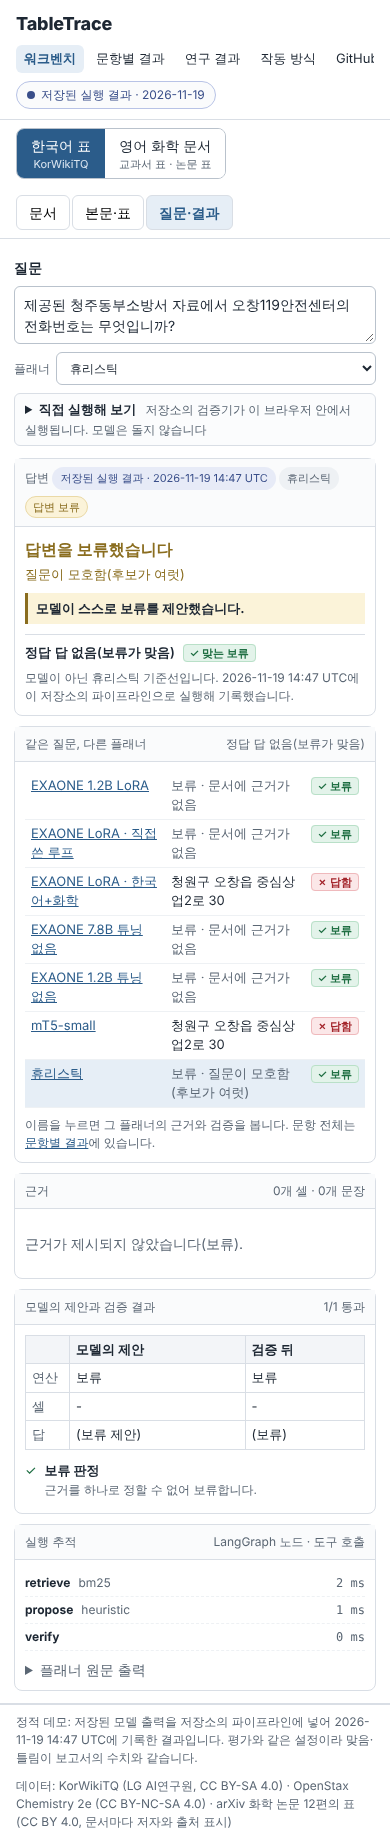 TableTrace
워크벤치 문항별 결과 연구 결과 작동 방식 GitHub
저장된 실행 결과 · 2026-11-19
한국어 표 영어 화학 문서
KorWikiTQ 교과서 표 · 논문 표
문서 본문·표 질문·결과
질문
제공된 청주동부소방서 자료에서 오창119안전센터의
전화번호는 무엇입니까?
플래너 휴리스틱
▶ 직접 실행해 보기 저장소의 검증기가 이 브라우저 안에서
실행됩니다. 모델은 돌지 않습니다
답변 저장된 실행 결과 · 2026-11-19 14:47 UTC 휴리스틱
답변 보류
답변을 보류했습니다
질문이 모호함(후보가 여럿)
모델이 스스로 보류를 제안했습니다.
정답 답 없음(보류가 맞음) ✓ 맞는 보류
모델이 아닌 휴리스틱 기준선입니다. 2026-11-19 14:47 UTC에
이 저장소의 파이프라인으로 실행해 기록했습니다.
같은 질문, 다른 플래너 정답 답 없음(보류가 맞음)
EXAONE 1.2B LoRA 보류 · 문서에 근거가 ✓ 보류
없음
EXAONE LoRA · 직접 보류 · 문서에 근거가 ✓ 보류
쓴 루프 없음
EXAONE LoRA · 한국 청원구 오창읍 중심상 × 답함
어+화학 업2로 30
EXAONE 7.8B 튜닝 보류 · 문서에 근거가 ✓ 보류
없음 없음
EXAONE 1.2B 튜닝 보류 · 문서에 근거가 ✓ 보류
없음 없음
mT5-small 청원구 오창읍 중심상 × 답함
업2로 30
휴리스틱 보류 · 질문이 모호함 ✓ 보류
(후보가 여럿)
이름을 누르면 그 플래너의 근거와 검증을 봅니다. 문항 전체는
문항별 결과에 있습니다.
근거 0개 셀 · 0개 문장
근거가 제시되지 않았습니다(보류).
모델의 제안과 검증 결과 1/1 통과
모델의 제안 검증 뒤
연산 보류 보류
셀 - -
답 (보류 제안) (보류)
✓ 보류 판정
근거를 하나로 정할 수 없어 보류합니다.
실행 추적 LangGraph 노드 · 도구 호출
retrieve bm25 2 ms
propose heuristic 1 ms
verify 0 ms
▶ 플래너 원문 출력
정적 데모: 저장된 모델 출력을 저장소의 파이프라인에 넣어 2026-
11-19 14:47 UTC에 기록한 결과입니다. 평가와 같은 설정이라 맞음·
틀림이 보고서의 수치와 같습니다.
데이터: KorWikiTQ (LG AI연구원, CC BY-SA 4.0) · OpenStax
Chemistry 2e (CC BY-NC-SA 4.0) · arXiv 화학 논문 12편의 표
(CC BY 4.0, 문서마다 저자와 출처 표시)